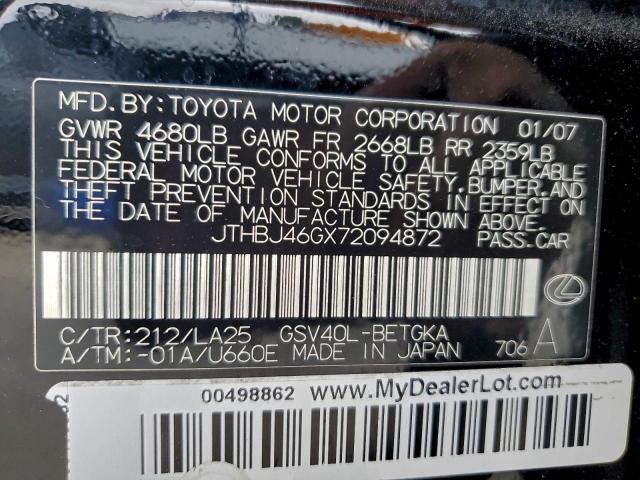 MFD. BY: TOYOTA MOTOR CORPORATION 01/07
GVWR 4680LB GAWR FR 2668LB RR 2359LB
THIS VEHICLE CONFORMS TO ALL APPLICABLE
FEDERAL MOTOR VEHICLE SAFETY, BUMPER, AND
THEFT PREVENTION STANDARDS IN EFFECT ON
THE DATE OF MANUFACTURE SHOWN ABOVE.
JTHBJ46GX72094872 PASS.CAR
C/TR:212/LA25 GSV40L-BETGKA
A/TM:-01A/U660E MADE IN JAPAN 706 A
00498862 www.MyDealerLot.com